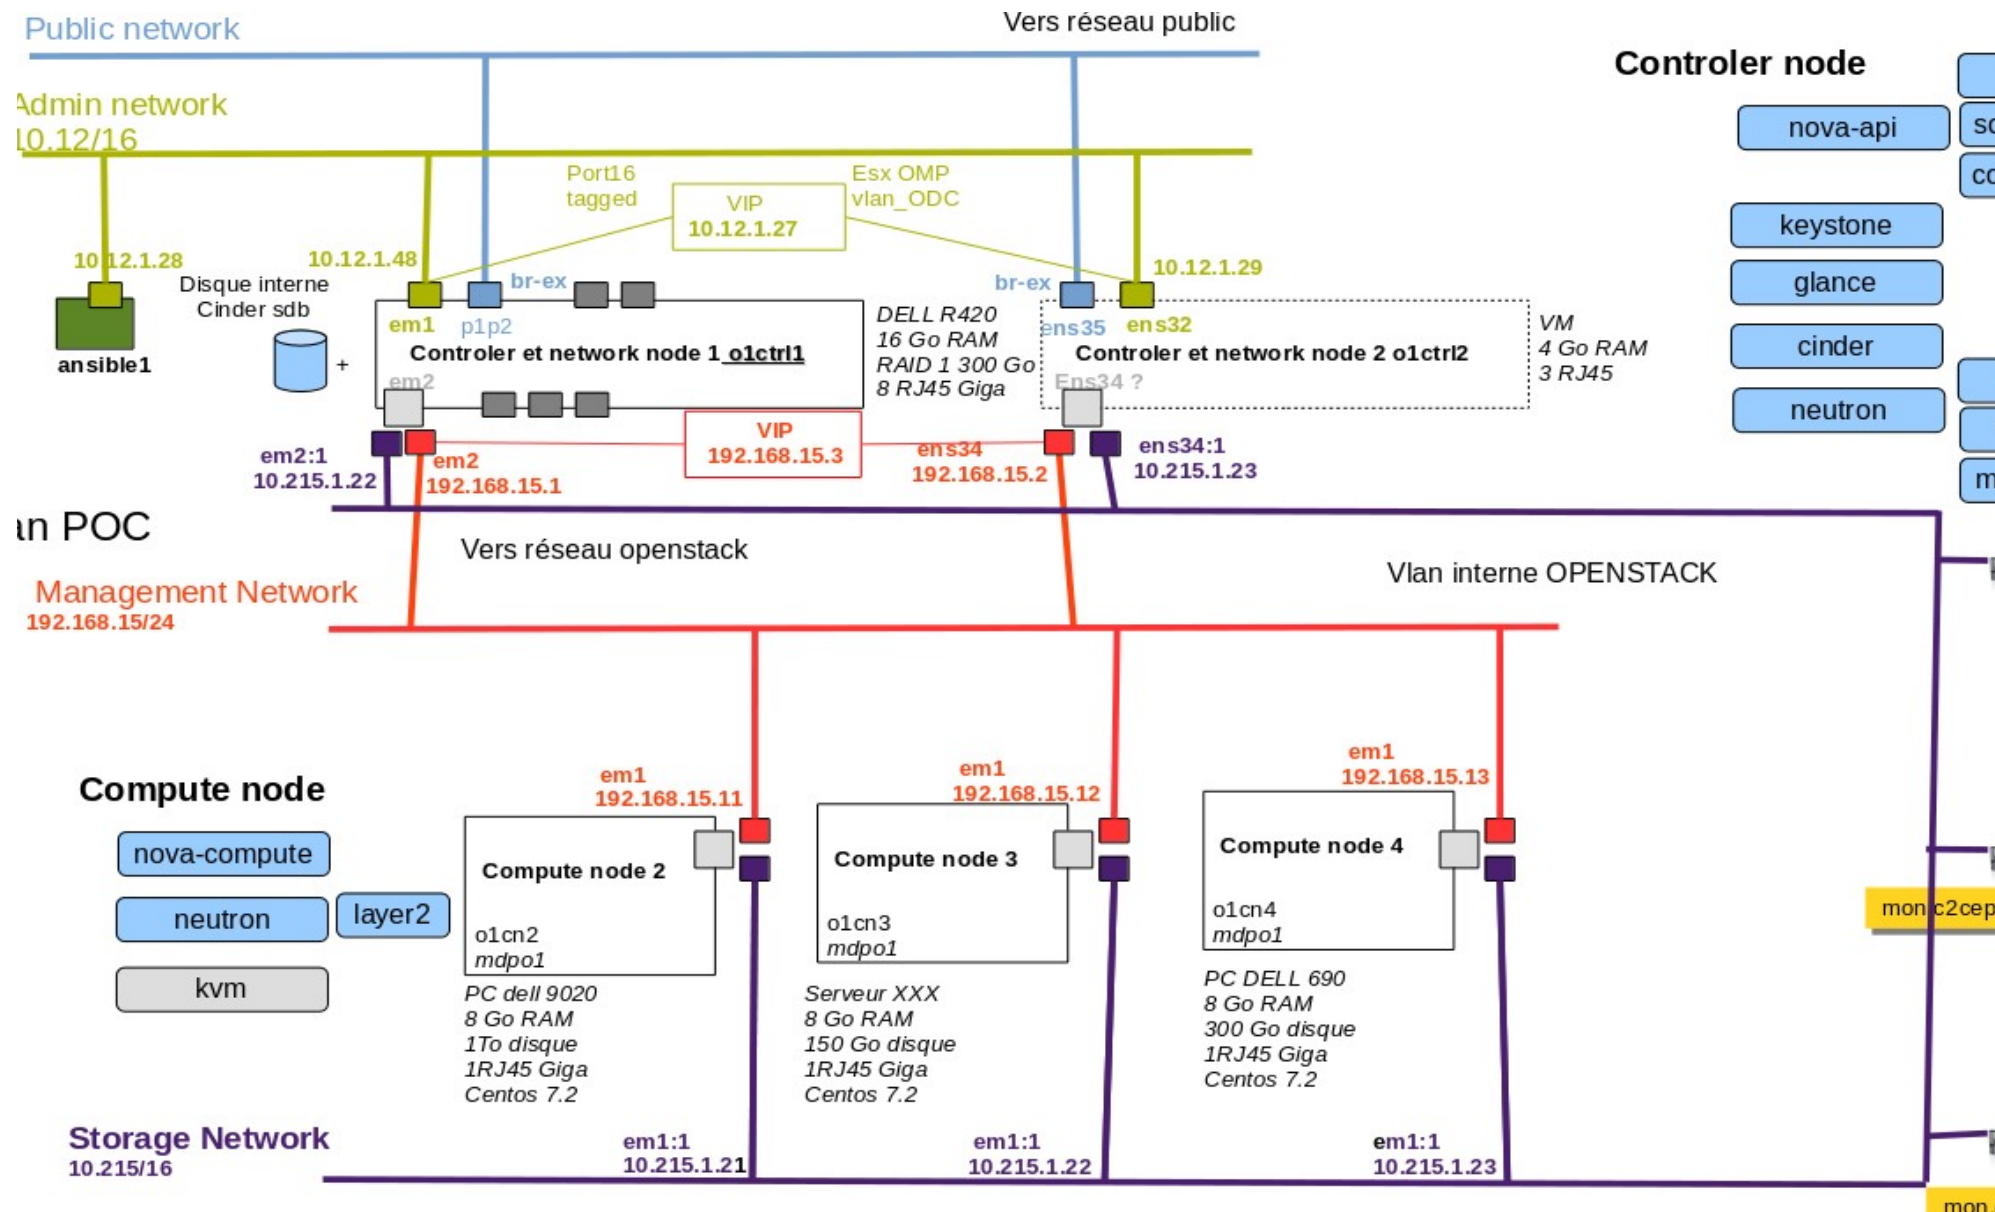 Public network
Vers réseau public
Controler node
Admin network
10.12/16
nova-api
Port16
tagged
VIP
10.12.1.27
Esx OMP
vlan_ODC
keystone
10.12.1.28
10.12.1.48
10.12.1.29
Disque interne
Cinder sdb
br-ex
br-ex
glance
em1
p1p2
DELL R420
16 Go RAM
RAID 1 300 Go
8 RJ45 Giga
ens35
ens32
VM
4 Go RAM
3 RJ45
ansible1
+
Controler et network node 1 o1ctrl1
Controler et network node 2 o1ctrl2
cinder
em2
Ens34 ?
neutron
em2:1
10.215.1.22
em2
192.168.15.1
VIP
192.168.15.3
ens34
192.168.15.2
ens34:1
10.215.1.23
POC
Vers réseau openstack
Vlan interne OPENSTACK
Management Network
192.168.15/24
em1
192.168.15.11
em1
192.168.15.12
em1
192.168.15.13
Compute node
nova-compute
neutron
layer2
kvm
Compute node 2
o1cn2
mdpo1
PC dell 9020
8 Go RAM
1To disque
1RJ45 Giga
Centos 7.2
Compute node 3
o1cn3
mdpo1
Serveur XXX
8 Go RAM
150 Go disque
1RJ45 Giga
Centos 7.2
Compute node 4
o1cn4
mdpo1
PC DELL 690
8 Go RAM
300 Go disque
1RJ45 Giga
Centos 7.2
Storage Network
10.215/16
em1:1
10.215.1.21
em1:1
10.215.1.22
em1:1
10.215.1.23